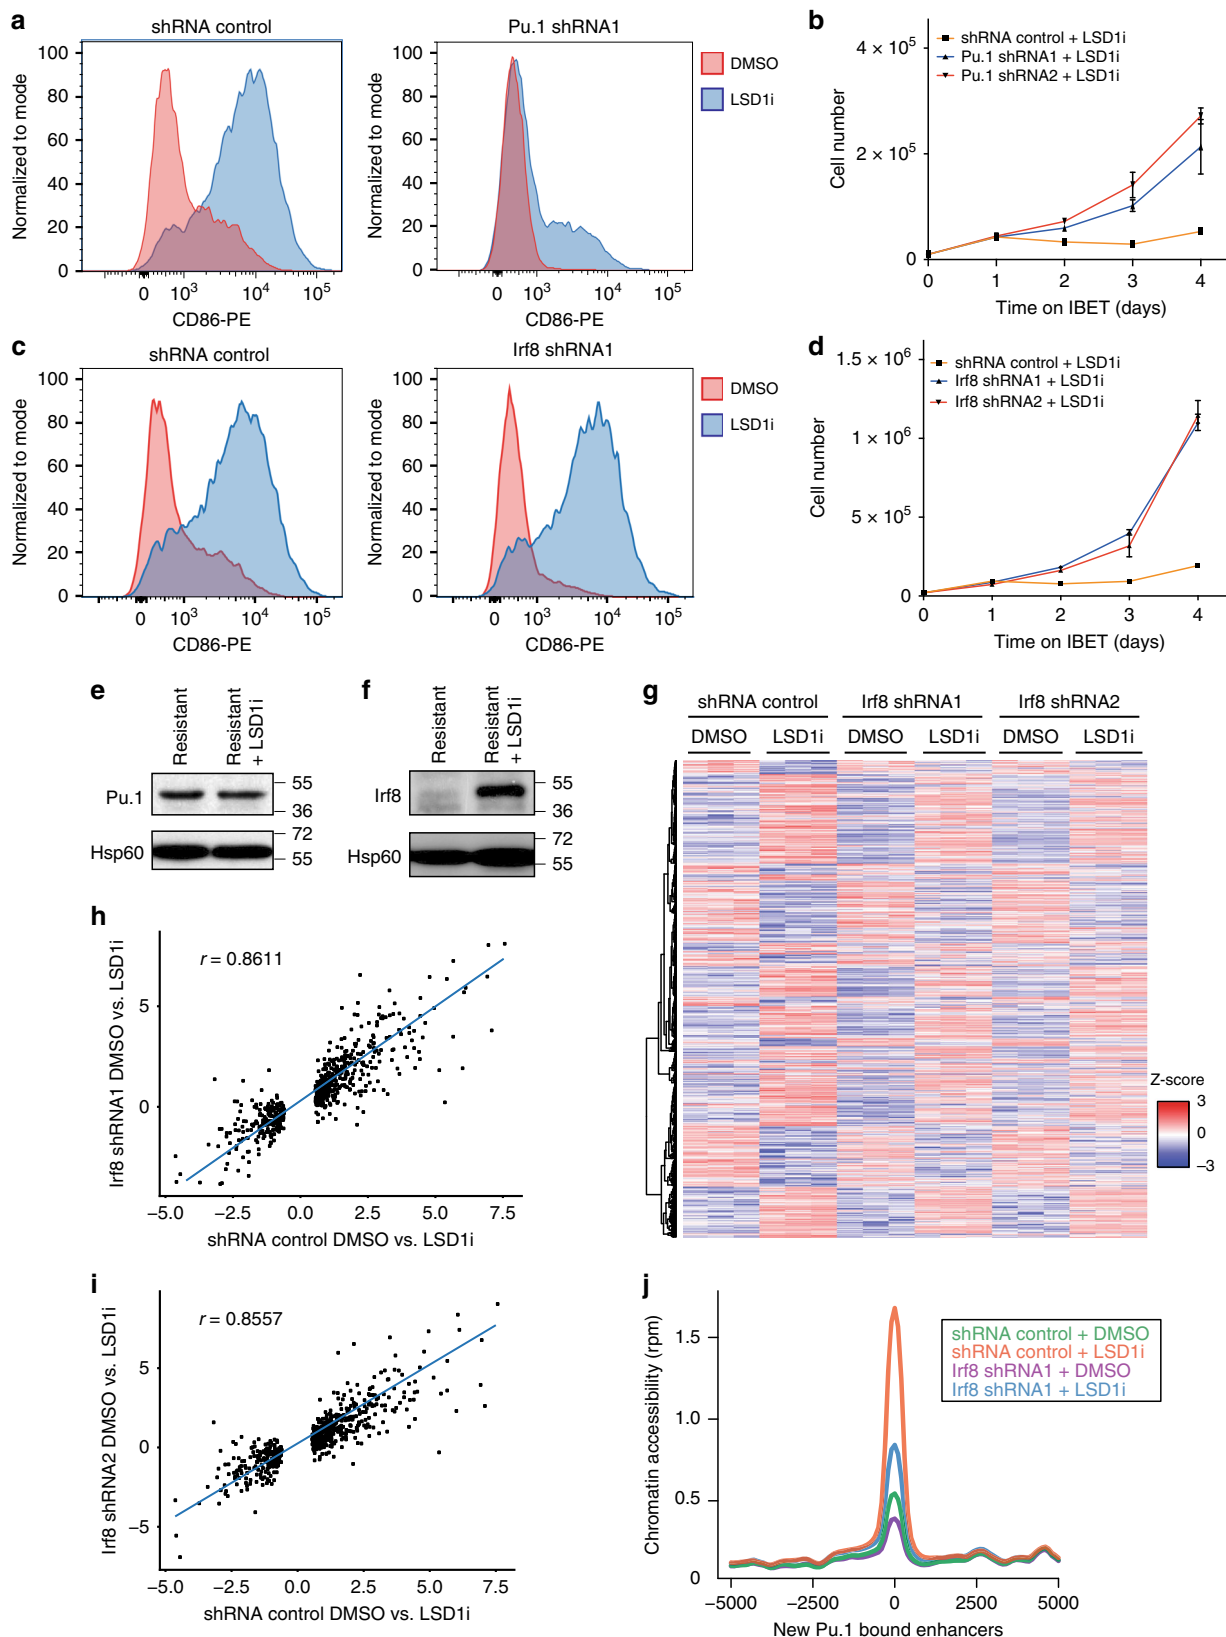 a
shRNA control
Pu.1 shRNA1
Normalized to mode
100
80
60
40
20
0
0 10³ 10⁴ 10⁵
CD86-PE
Normalized to mode
100
80
60
40
20
0
0 10³ 10⁴ 10⁵
CD86-PE
DMSO
LSD1i
b
shRNA control + LSD1i
Pu.1 shRNA1 + LSD1i
Pu.1 shRNA2 + LSD1i
Cell number
4 × 10⁵
2 × 10⁵
0
0 1 2 3 4
Time on IBET (days)
c
shRNA control
Irf8 shRNA1
Normalized to mode
100
80
60
40
20
0
0 10³ 10⁴ 10⁵
CD86-PE
Normalized to mode
100
80
60
40
20
0
0 10³ 10⁴ 10⁵
CD86-PE
DMSO
LSD1i
d
shRNA control + LSD1i
Irf8 shRNA1 + LSD1i
Irf8 shRNA2 + LSD1i
Cell number
1.5 × 10⁶
1 × 10⁶
5 × 10⁵
0
0 1 2 3 4
Time on IBET (days)
e
Resistant
Resistant
+ LSD1i
Pu.1
55
36
Hsp60
72
55
f
Resistant
Resistant
+ LSD1i
Irf8
55
36
Hsp60
72
55
g
shRNA control Irf8 shRNA1 Irf8 shRNA2
DMSO LSD1i DMSO LSD1i DMSO LSD1i
Z-score
3
0
−3
h
r = 0.8611
Irf8 shRNA1 DMSO vs. LSD1i
5
0
−5.0 −2.5 0.0 2.5 5.0 7.5
shRNA control DMSO vs. LSD1i
i
r = 0.8557
Irf8 shRNA2 DMSO vs. LSD1i
5
0
−5
−5.0 −2.5 0.0 2.5 5.0 7.5
shRNA control DMSO vs. LSD1i
j
Chromatin accessibility (rpm)
1.5
1.0
0.5
0
shRNA control + DMSO
shRNA control + LSD1i
Irf8 shRNA1 + DMSO
Irf8 shRNA1 + LSD1i
−5000 −2500 0 2500 5000
New Pu.1 bound enhancers